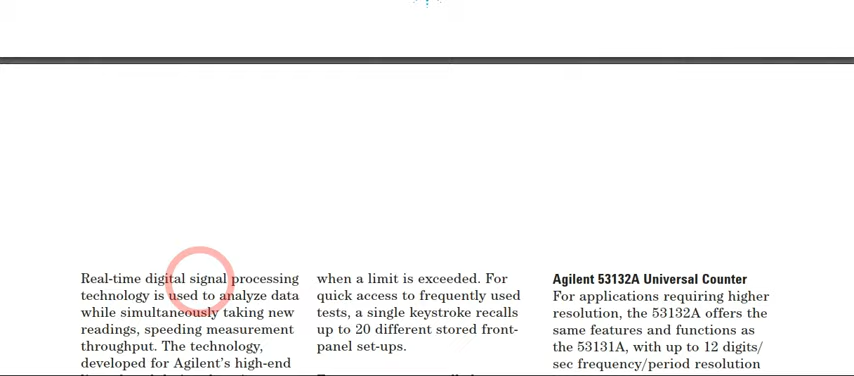 Real-time digital signal processing
technology is used to analyze data
while simultaneously taking new
readings, speeding measurement
throughput. The technology,
developed for Agilent's high-end
when a limit is exceeded. For
quick access to frequently used
tests, a single keystroke recalls
up to 20 different stored front-
panel set-ups.
Agilent 53132A Universal Counter
For applications requiring higher
resolution, the 53132A offers the
same features and functions as
the 53131A, with up to 12 digits/
sec frequency/period resolution